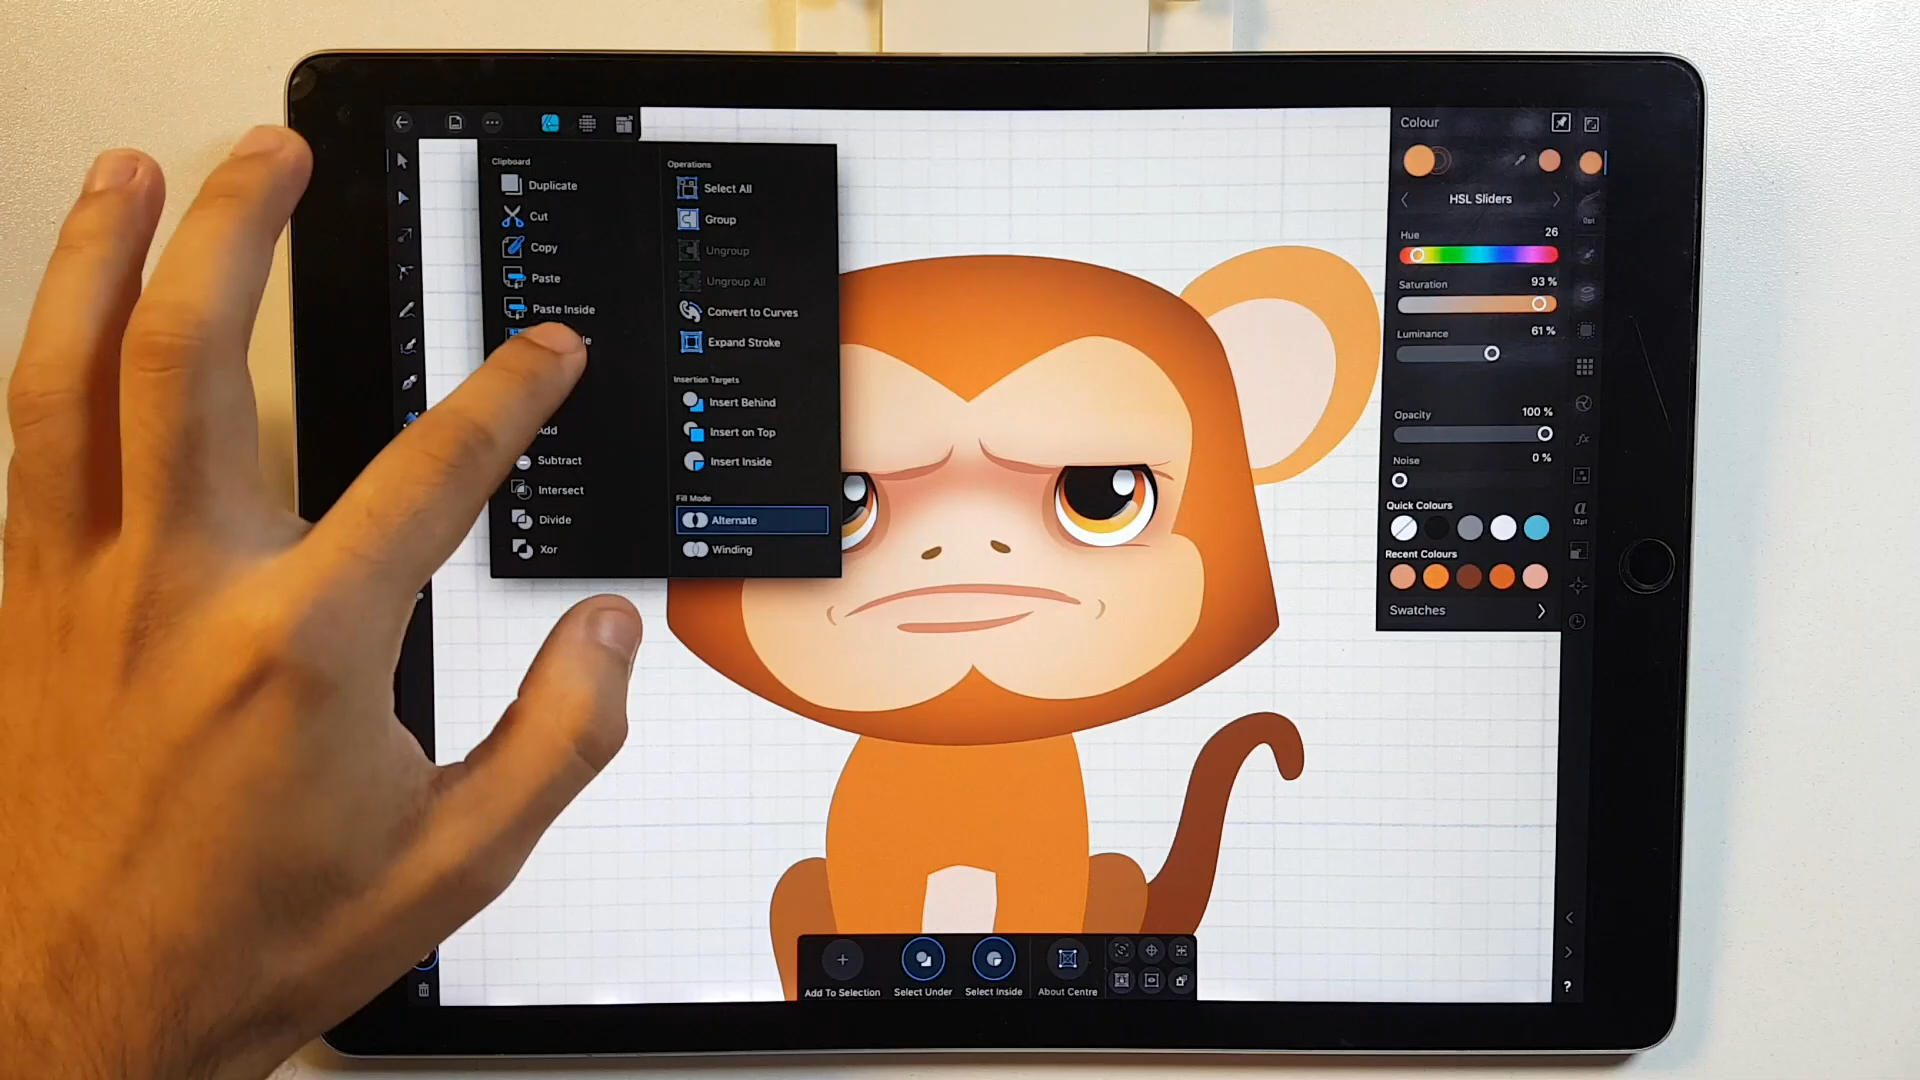 Clipboard
Duplicate
Cut
Copy
Paste
Paste Inside
Add
Subtract
Intersect
Divide
Xor
Operations
Select All
Group
Ungroup
Ungroup All
Convert to Curves
Expand Stroke
Insertion Targets
Insert Behind
Insert on Top
Insert Inside
Fill Mode
Alternate
Winding
Colour
HSL Sliders
Hue 26
Saturation 93 %
Luminance 61 %
Opacity 100 %
Noise 0 %
Quick Colours
Recent Colours
Swatches
0pt
fx
a
12pt
?
Add To Selection
Select Under
Select Inside
About Centre